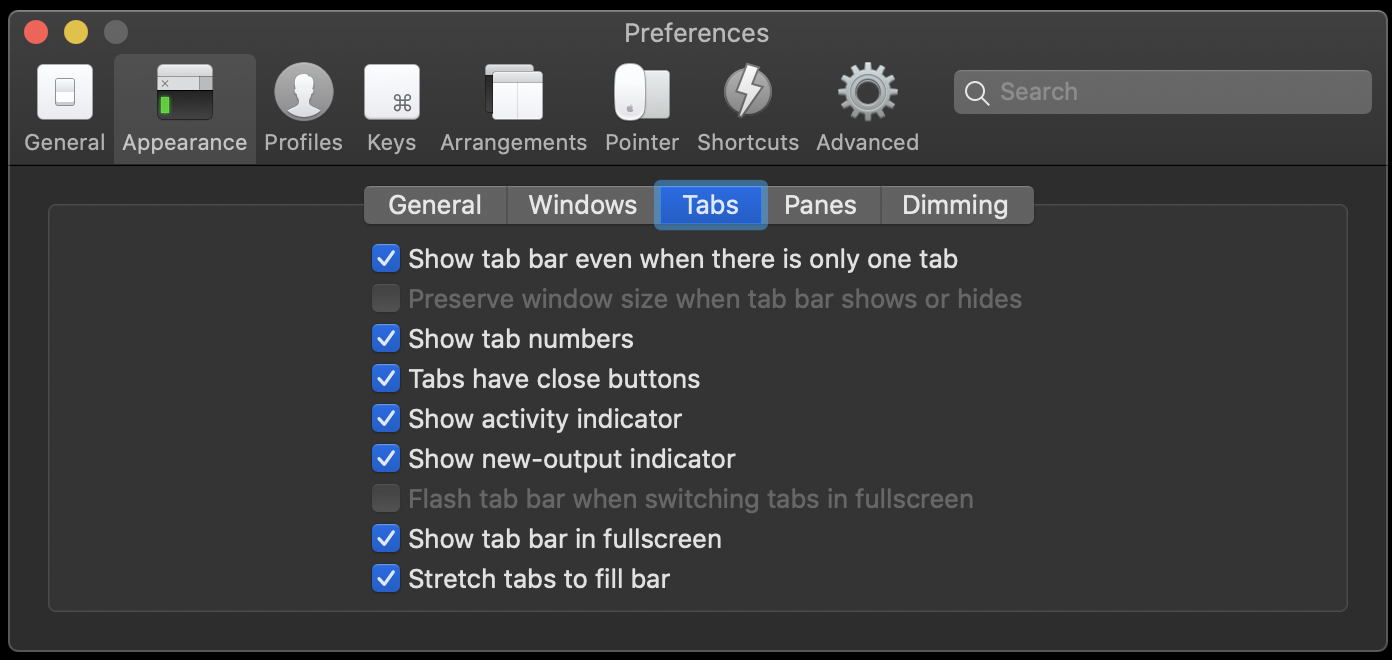 Preferences
General Appearance Profiles Keys Arrangements Pointer Shortcuts Advanced Search
General Windows Tabs Panes Dimming
Show tab bar even when there is only one tab
Preserve window size when tab bar shows or hides
Show tab numbers
Tabs have close buttons
Show activity indicator
Show new-output indicator
Flash tab bar when switching tabs in fullscreen
Show tab bar in fullscreen
Stretch tabs to fill bar